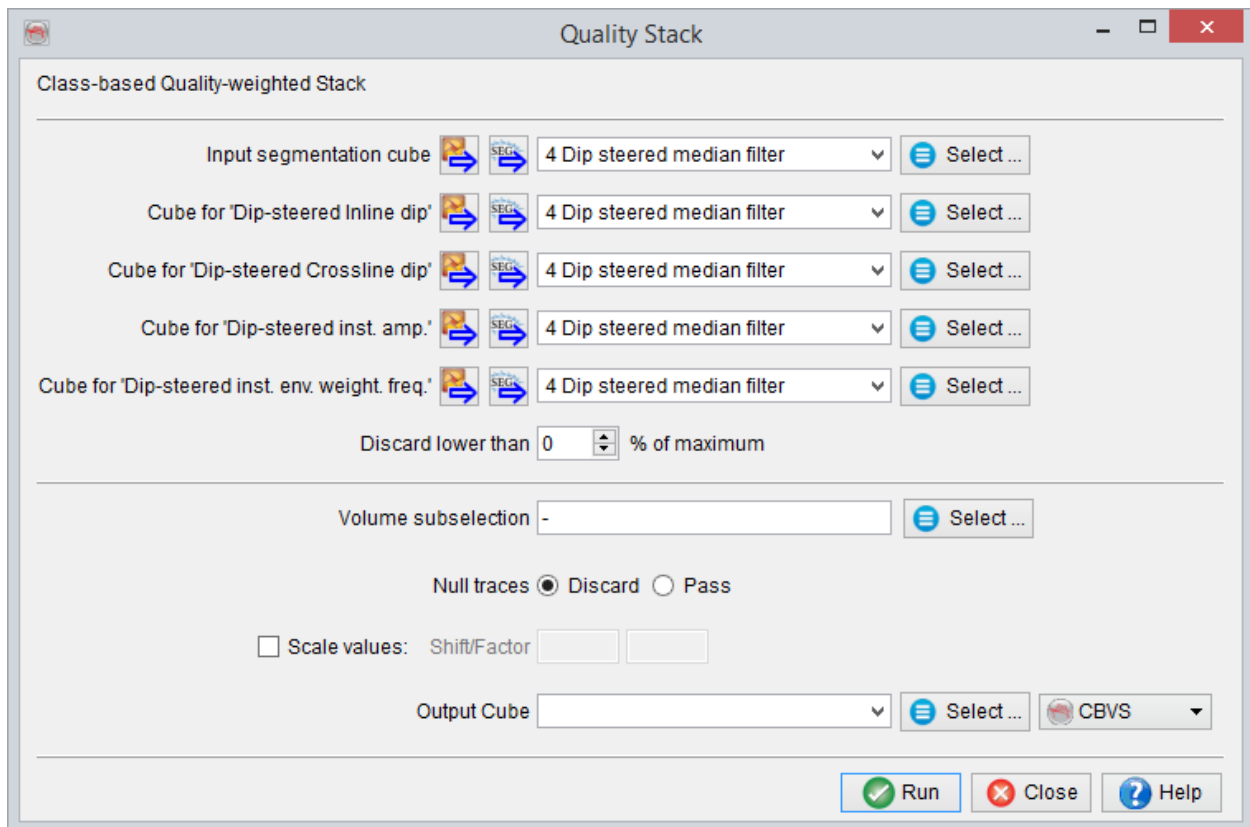 Quality Stack
Class-based Quality-weighted Stack
Input segmentation cube SEG 4 Dip steered median filter Select ...
Cube for 'Dip-steered Inline dip' SEG 4 Dip steered median filter Select ...
Cube for 'Dip-steered Crossline dip' SEG 4 Dip steered median filter Select ...
Cube for 'Dip-steered inst. amp.' SEG 4 Dip steered median filter Select ...
Cube for 'Dip-steered inst. env. weight. freq.' SEG 4 Dip steered median filter Select ...
Discard lower than 0 % of maximum
Volume subselection - Select ...
Null traces Discard Pass
Scale values: Shift/Factor
Output Cube Select ... CBVS
Run Close Help